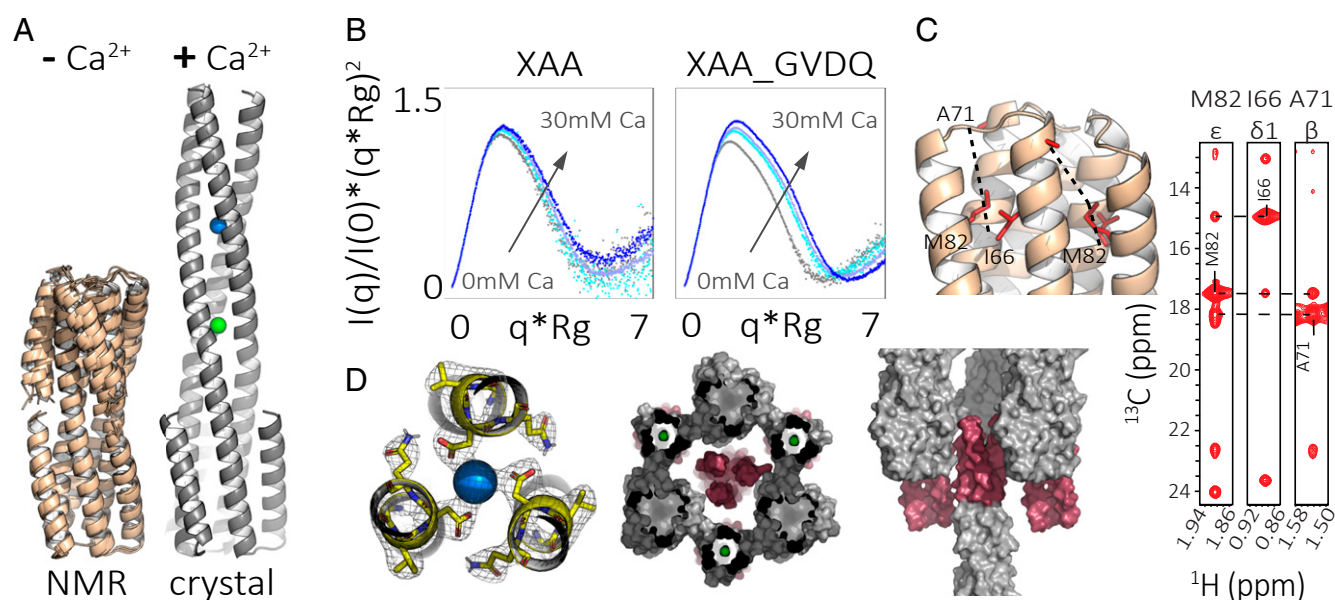 A
- Ca²⁺
+ Ca²⁺
NMR
crystal
B
XAA
XAA_GVDQ
I(q)/I(0)*(q*Rg)²
1.5
0
30mM Ca
0mM Ca
30mM Ca
0mM Ca
0 q*Rg 7
0 q*Rg 7
C
A71
M82
I66
M82
M82 I66 A71
ε δ1 β
I66
M82
A71
¹³C (ppm)
14
16
18
20
22
24
1.94
1.86
0.92
0.86
1.58
1.50
¹H (ppm)
D